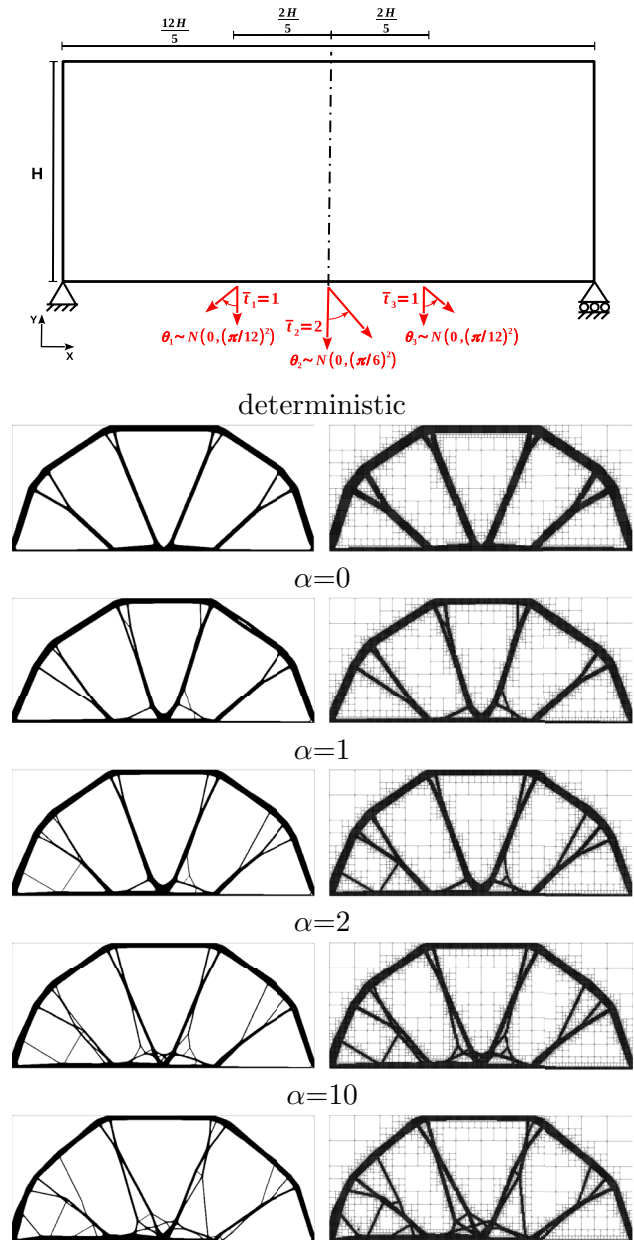 12H/5 2H/5 2H/5
H
t̅₁=1 t̅₃=1
t̅₂=2
θ₁~N(0,(π/12)²) θ₃~N(0,(π/12)²)
θ₂~N(0,(π/6)²)
Y
X
deterministic
α=0
α=1
α=2
α=10